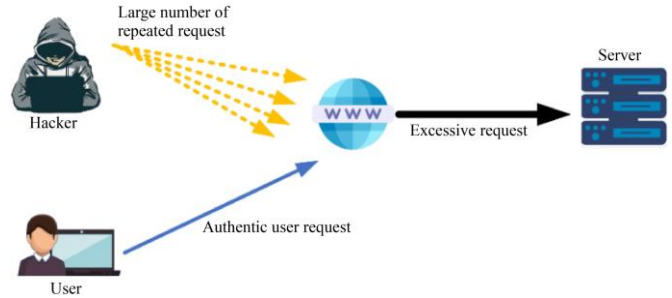 Large number of
repeated request
Server
Hacker
WWW
Excessive request
Authentic user request
User